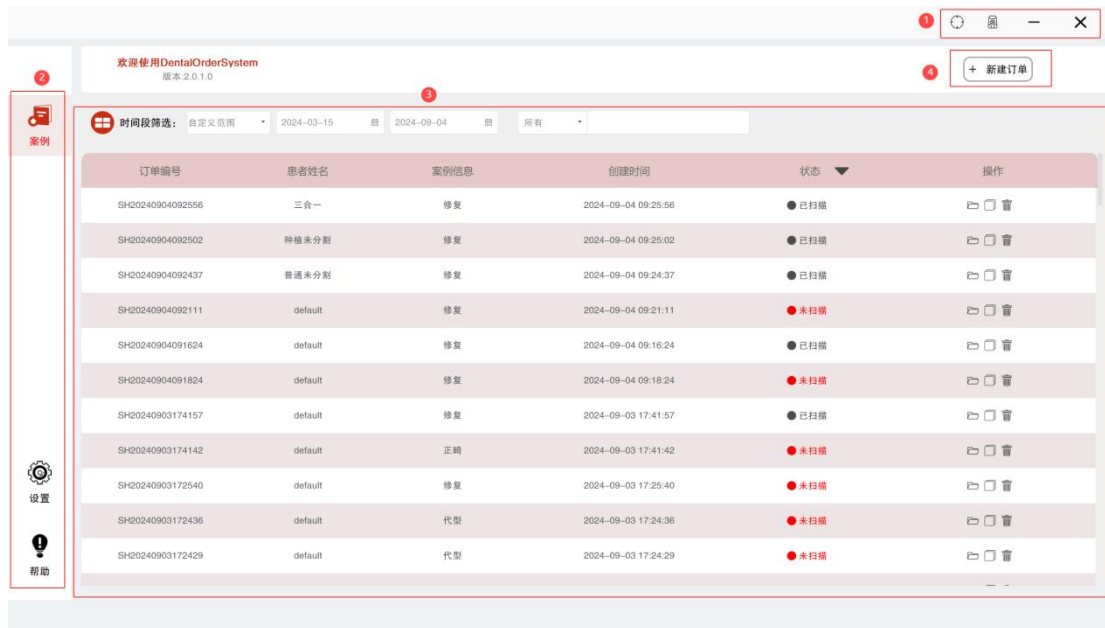 1
欢迎使用DentalOrderSystem
版本:2.0.1.0
2
4
+ 新建订单
3
案例
时间段筛选： 自定义范围 2024-03-15 2024-09-04 所有
订单编号 患者姓名 案例信息 创建时间 状态 操作
SH20240904092556 三合一 修复 2024-09-04 09:25:56 已扫描
SH20240904092502 种植未分割 修复 2024-09-04 09:25:02 已扫描
SH20240904092437 普通未分割 修复 2024-09-04 09:24:37 已扫描
SH20240904092111 default 修复 2024-09-04 09:21:11 未扫描
SH20240904091624 default 修复 2024-09-04 09:16:24 已扫描
SH20240904091824 default 修复 2024-09-04 09:18:24 未扫描
SH20240903174157 default 修复 2024-09-03 17:41:57 已扫描
SH20240903174142 default 正畸 2024-09-03 17:41:42 未扫描
SH20240903172540 default 修复 2024-09-03 17:25:40 未扫描
设置
SH20240903172436 default 代型 2024-09-03 17:24:36 未扫描
SH20240903172429 default 代型 2024-09-03 17:24:29 未扫描
帮助